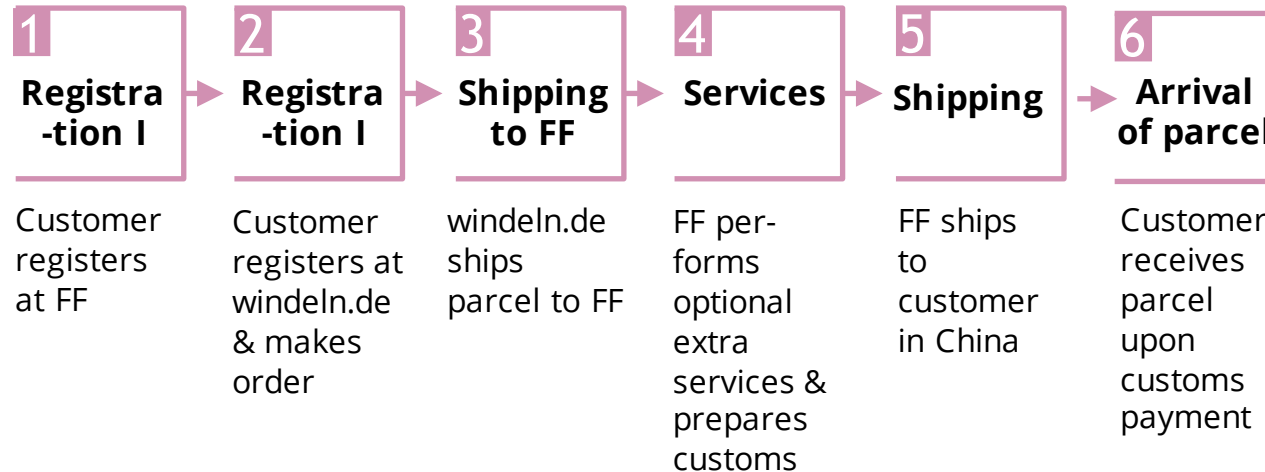 1
Registra
-tion I
Customer
registers
at FF
2
Registra
-tion I
Customer
registers at
windeln.de
& makes
order
3
Shipping
to FF
windeln.de
ships
parcel to FF
4
Services
FF per-
forms
optional
extra
services &
prepares
customs
5
Shipping
FF ships
to
customer
in China
6
Arrival
of parcel
Customer
receives
parcel
upon
customs
payment